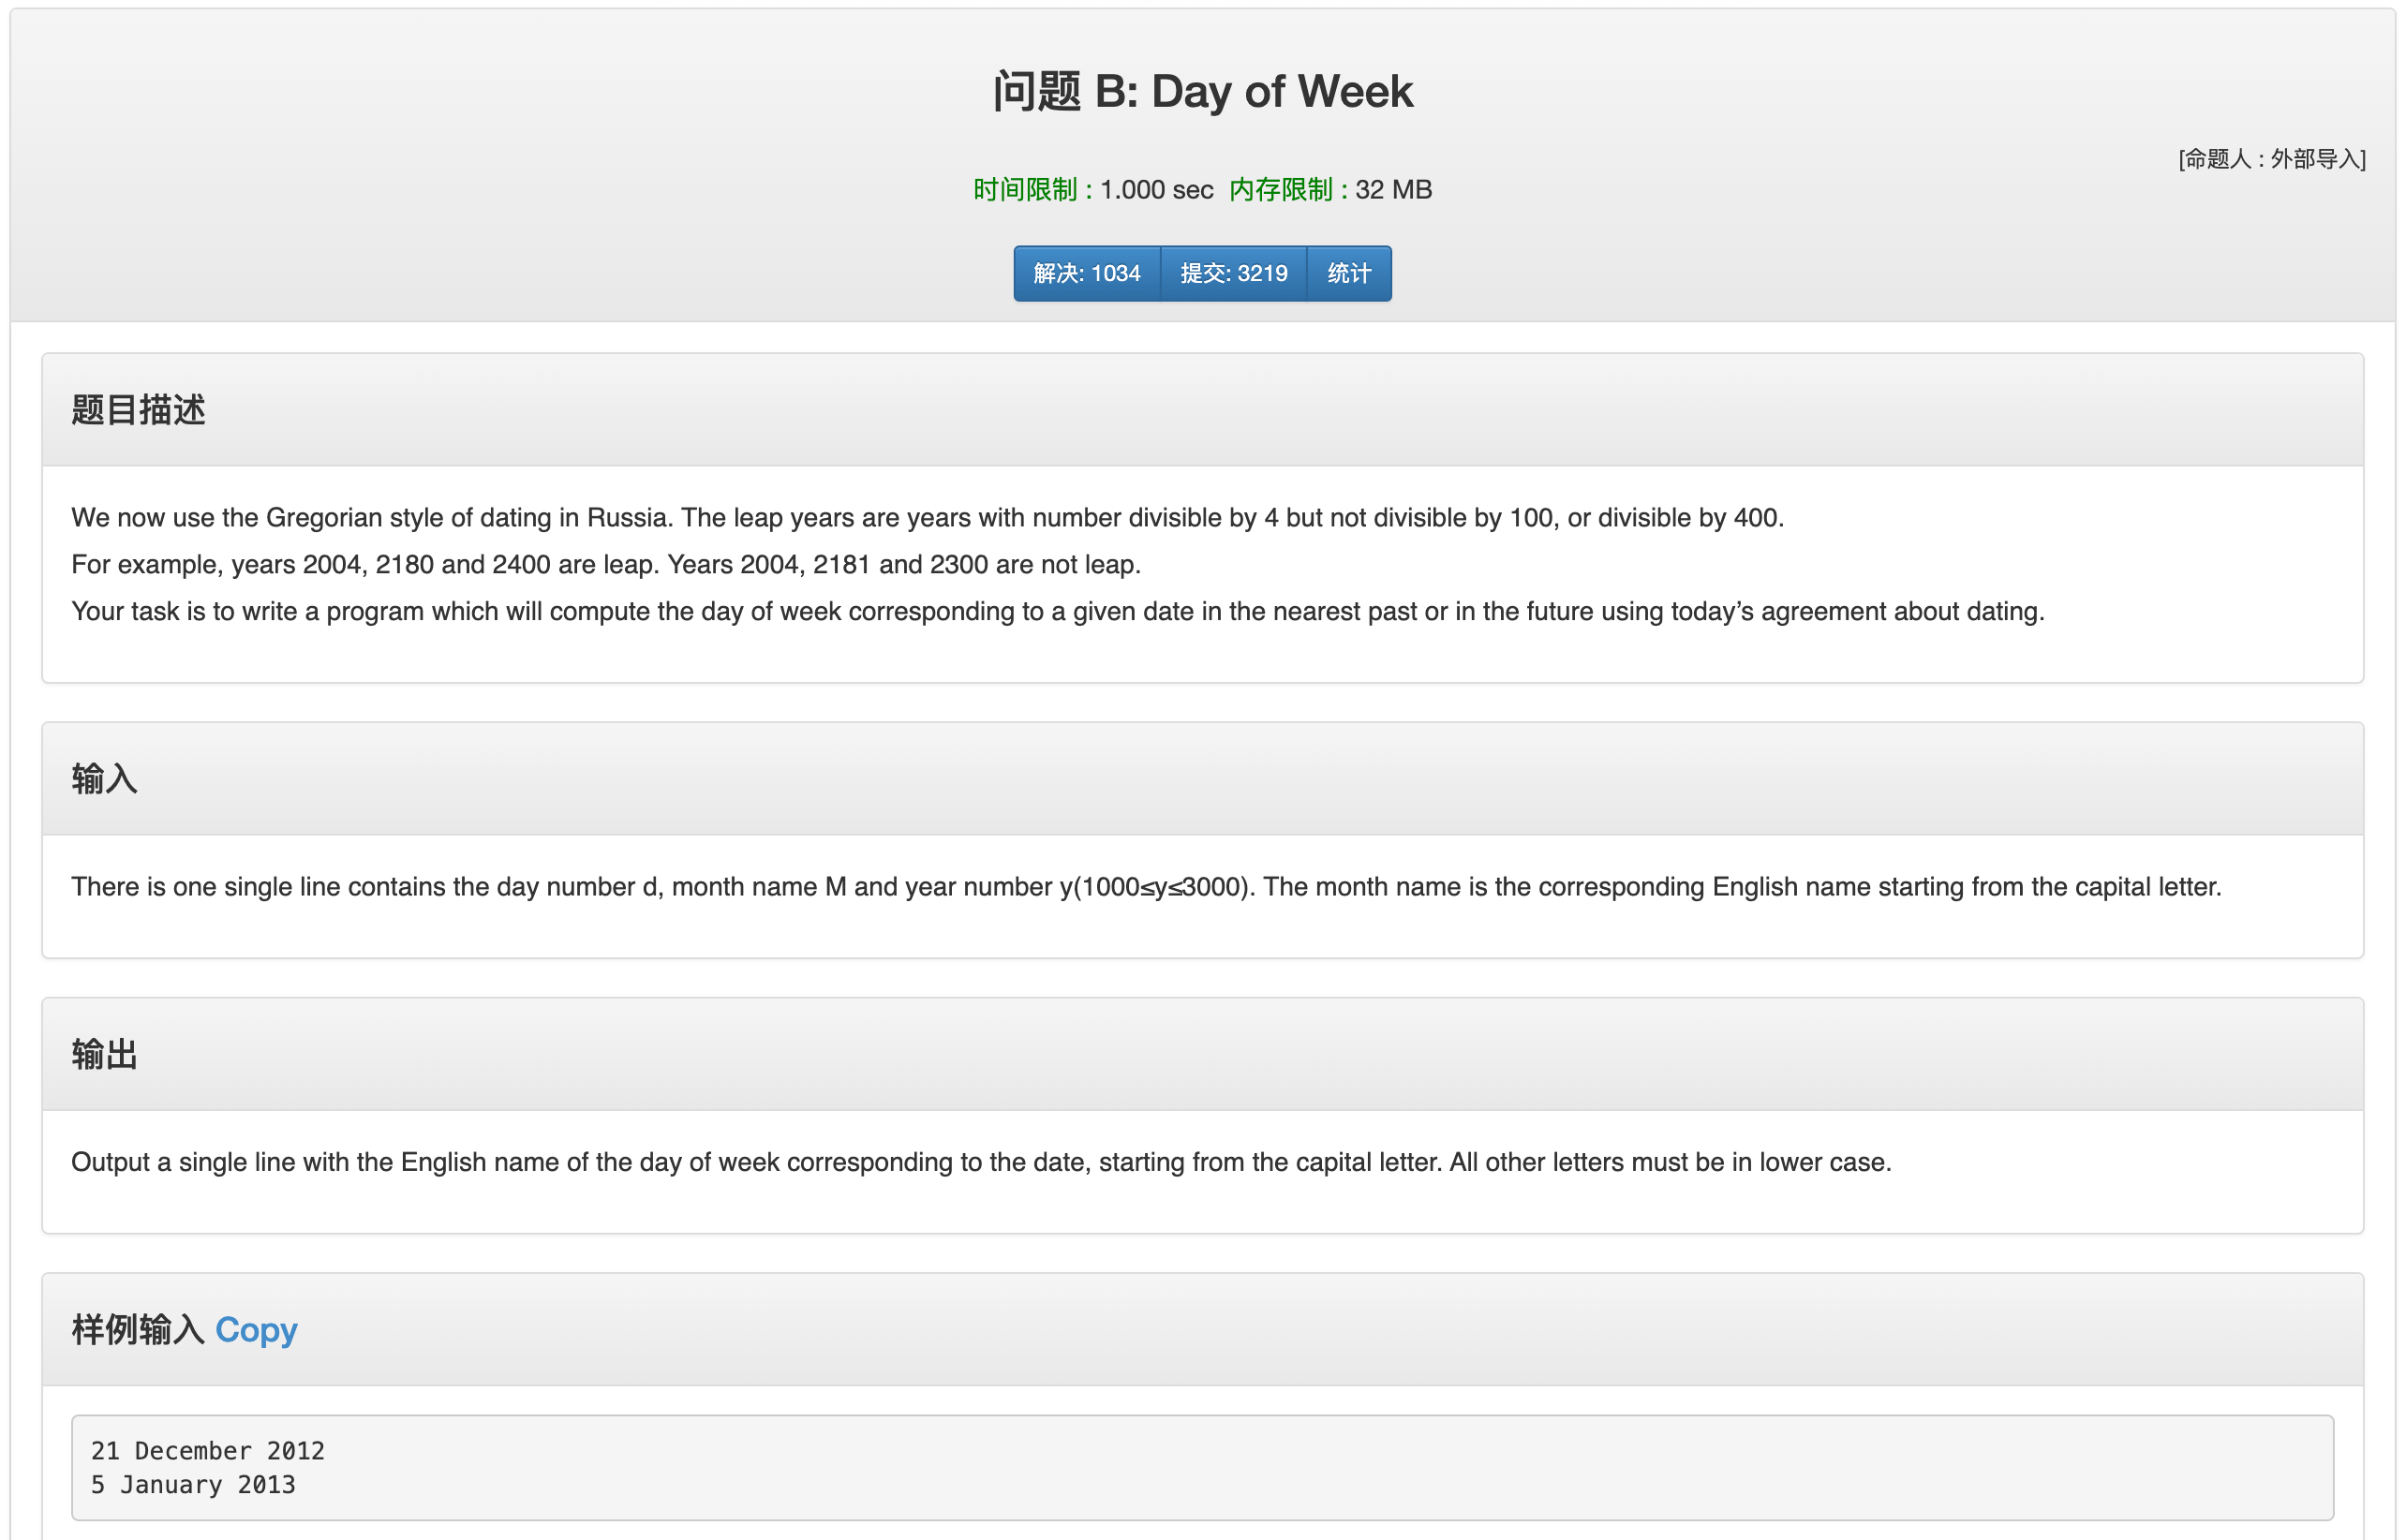 问题 B: Day of Week
[命题人 : 外部导入]
时间限制 : 1.000 sec 内存限制 : 32 MB
解决: 1034 提交: 3219 统计
题目描述
We now use the Gregorian style of dating in Russia. The leap years are years with number divisible by 4 but not divisible by 100, or divisible by 400.
For example, years 2004, 2180 and 2400 are leap. Years 2004, 2181 and 2300 are not leap.
Your task is to write a program which will compute the day of week corresponding to a given date in the nearest past or in the future using today’s agreement about dating.
输入
There is one single line contains the day number d, month name M and year number y(1000≤y≤3000). The month name is the corresponding English name starting from the capital letter.
输出
Output a single line with the English name of the day of week corresponding to the date, starting from the capital letter. All other letters must be in lower case.
样例输入 Copy
21 December 2012
5 January 2013